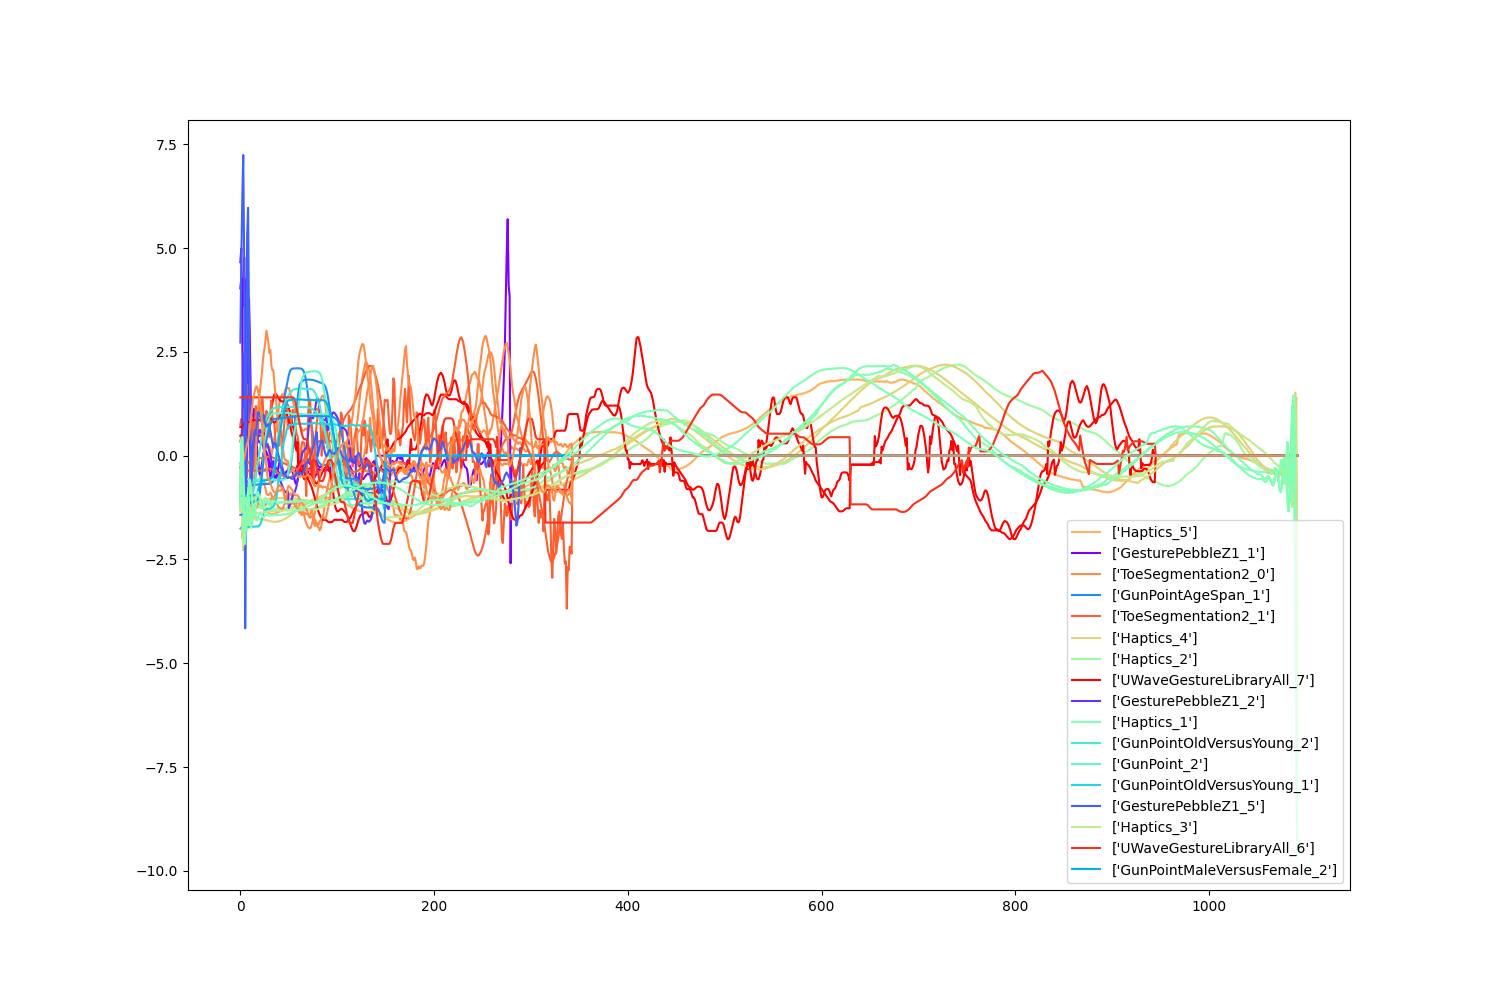 7.5
5.0
2.5
0.0
−2.5
−5.0
−7.5
−10.0
0
200
400
600
800
1000
['Haptics_5']
['GesturePebbleZ1_1']
['ToeSegmentation2_0']
['GunPointAgeSpan_1']
['ToeSegmentation2_1']
['Haptics_4']
['Haptics_2']
['UWaveGestureLibraryAll_7']
['GesturePebbleZ1_2']
['Haptics_1']
['GunPointOldVersusYoung_2']
['GunPoint_2']
['GunPointOldVersusYoung_1']
['GesturePebbleZ1_5']
['Haptics_3']
['UWaveGestureLibraryAll_6']
['GunPointMaleVersusFemale_2']